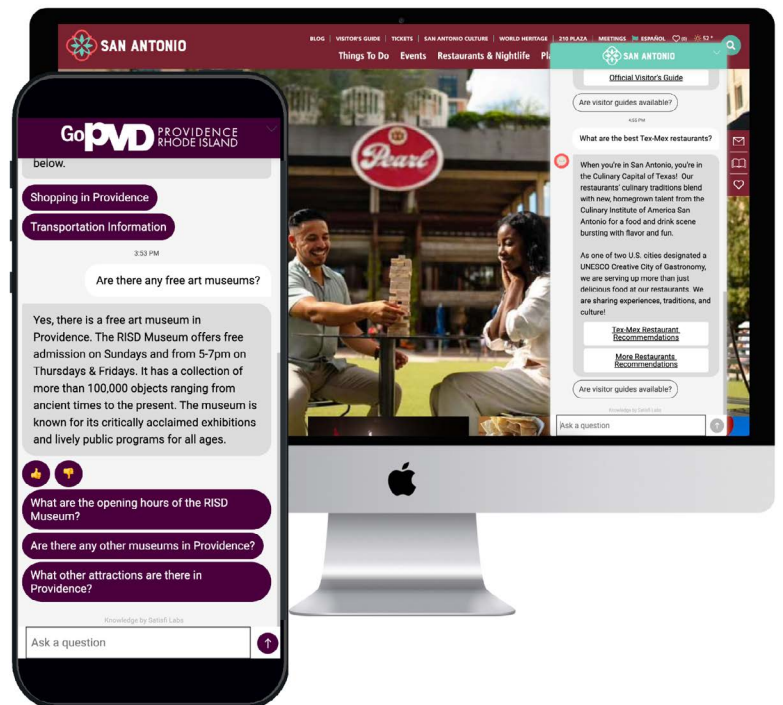 SAN ANTONIO
BLOG | VISITOR'S GUIDE | TICKETS | SAN ANTONIO CULTURE | WORLD HERITAGE | 210 PLAZA | MEETINGS ESPAÑOL (0) 52°
Things To Do Events Restaurants & Nightlife Pl
Pearl
SAN ANTONIO
Official Visitor's Guide
Are visitor guides available?
4:55 PM
What are the best Tex-Mex restaurants?
When you're in San Antonio, you're in
the Culinary Capital of Texas! Our
restaurants' culinary traditions blend
with new, homegrown talent from the
Culinary Institute of America San
Antonio for a food and drink scene
bursting with flavor and fun.
As one of two U.S. cities designated a
UNESCO Creative City of Gastronomy,
we are serving up more than just
delicious food at our restaurants. We
are sharing experiences, traditions, and
culture!
Tex-Mex Restaurant
Recommemdations
More Restaurants
Recommemdations
Are visitor guides available?
Knowledge by Satisfi Labs
Ask a question
GoPVD PROVIDENCE
RHODE ISLAND
below.
Shopping in Providence
Transportation Information
3:53 PM
Are there any free art museums?
Yes, there is a free art museum in
Providence. The RISD Museum offers free
admission on Sundays and from 5-7pm on
Thursdays & Fridays. It has a collection of
more than 100,000 objects ranging from
ancient times to the present. The museum is
known for its critically acclaimed exhibitions
and lively public programs for all ages.
What are the opening hours of the RISD
Museum?
Are there any other museums in Providence?
What other attractions are there in
Providence?
Knowledge by Satisfi Labs
Ask a question